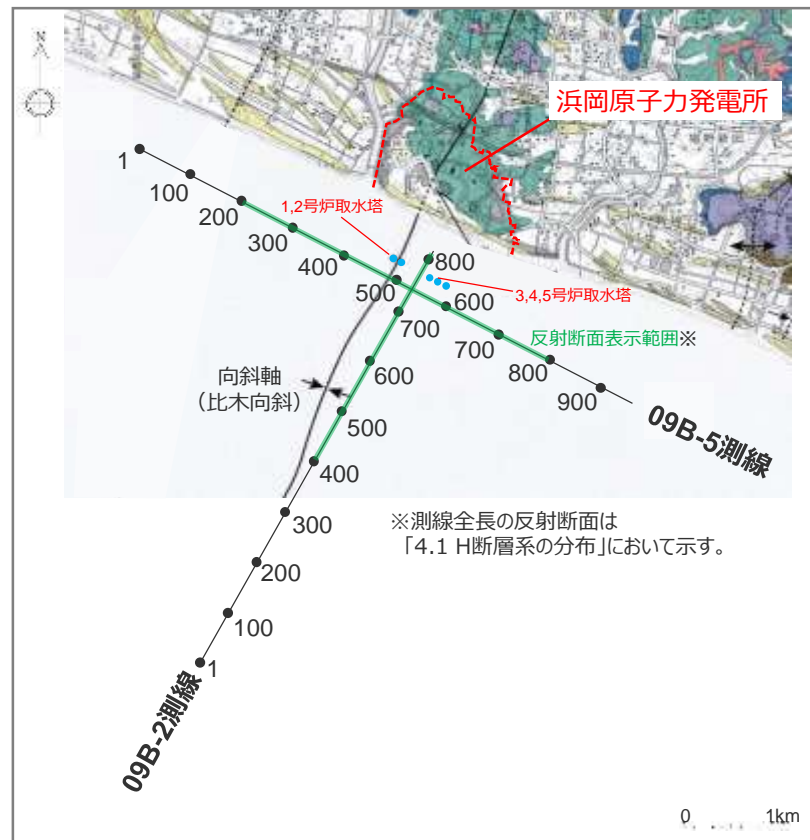 N
浜岡原子力発電所
1
100
200
300
400
500
600
700
800
900
09B-5測線
1,2号炉取水塔
3,4,5号炉取水塔
反射断面表示範囲※
向斜軸
(比木向斜)
800
700
600
500
400
300
200
100
1
09B-2測線
※測線全長の反射断面は
「4.1 H断層系の分布」において示す。
0 1km